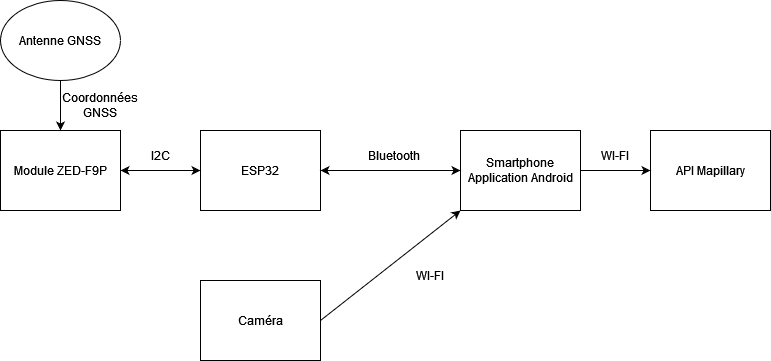 Antenne GNSS
Coordonnées
GNSS
Module ZED-F9P
I2C
ESP32
Bluetooth
Smartphone
Application Android
WI-FI
API Mapillary
WI-FI
Caméra